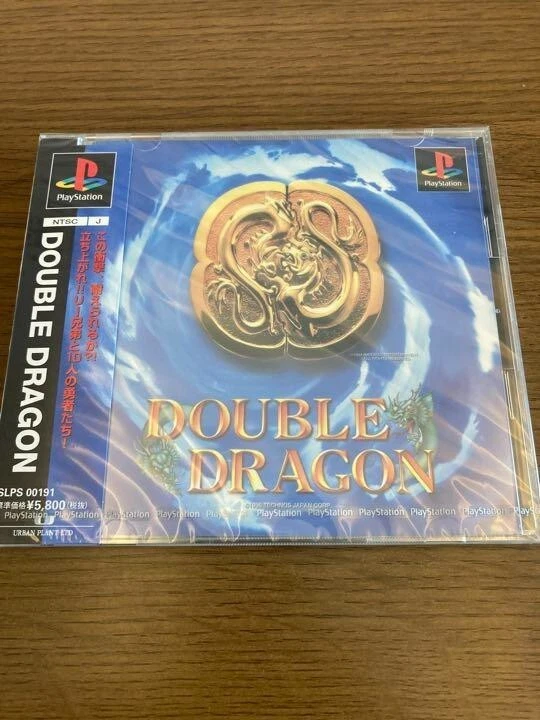 PlayStation
NTSC J
この衝撃、耐えられるか?!
立ち上がれ!!リー兄弟と10人の勇者たち!
DOUBLE DRAGON
SLPS 00191
標準価格¥5,800(税抜)
PlayStation PlayStation PlayStation PlayStation PlayStation PlayStation PlayStation PlayStation
URBAN PLANT LTD
PlayStation
DOUBLE
DRAGON
©1996 TECHNOS JAPAN CORP.